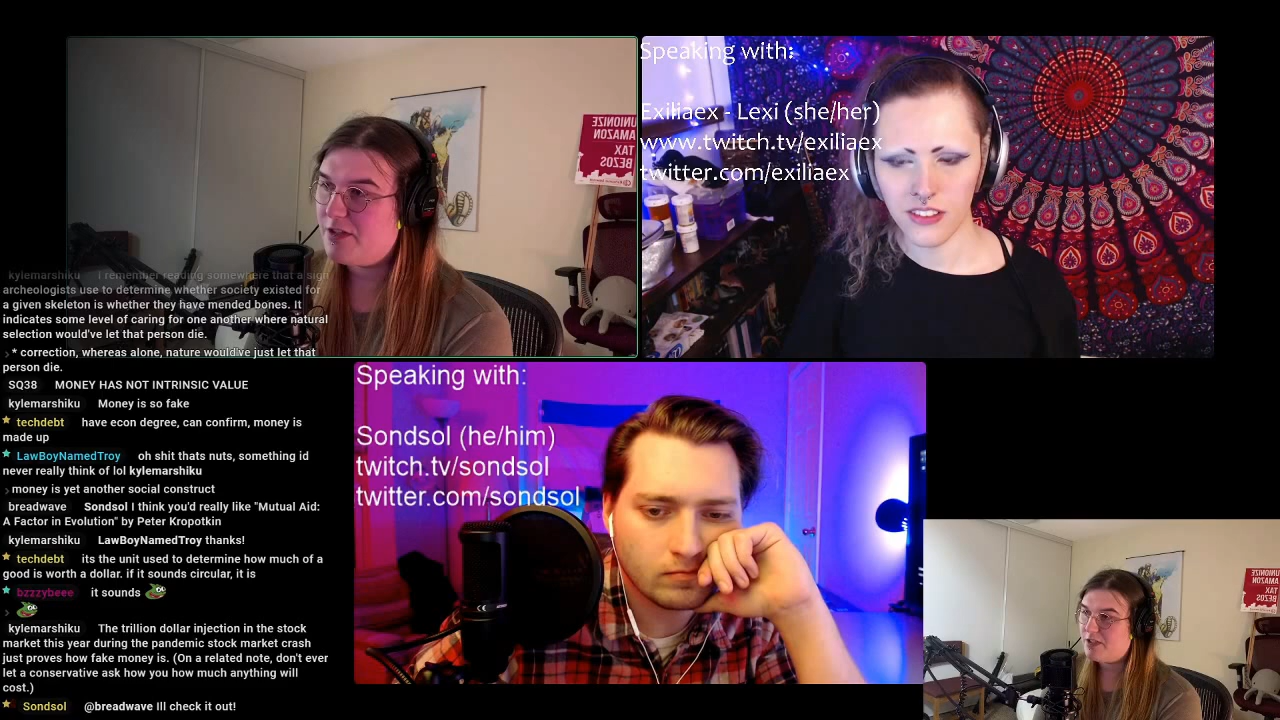 Speaking with:
Exiliaex - Lexi (she/her)
www.twitch.tv/exiliaex
twitter.com/exiliaex
UNIONIZE
AMAZON
TAX
BEZOS
kylemarshiku I remember reading somewhere that a sign
archeologists use to determine whether society existed for
a given skeleton is whether they have mended bones. It
indicates some level of caring for one another where natural
selection would've let that person die.
* correction, whereas alone, nature would've just let that
person die.
SQ38 MONEY HAS NOT INTRINSIC VALUE
kylemarshiku Money is so fake
techdebt have econ degree, can confirm, money is
made up
LawBoyNamedTroy oh shit thats nuts, something id
never really think of lol kylemarshiku
money is yet another social construct
breadwave Sondsol I think you'd really like "Mutual Aid:
A Factor in Evolution" by Peter Kropotkin
kylemarshiku LawBoyNamedTroy thanks!
techdebt its the unit used to determine how much of a
good is worth a dollar. if it sounds circular, it is
bzzzybeee it sounds
kylemarshiku The trillion dollar injection in the stock
market this year during the pandemic stock market crash
just proves how fake money is. (On a related note, don't ever
let a conservative ask how you how much anything will
cost.)
Sondsol @breadwave Ill check it out!
Speaking with:
Sondsol (he/him)
twitch.tv/sondsol
twitter.com/sondsol
UNIONIZE
AMAZON
TAX
BEZOS